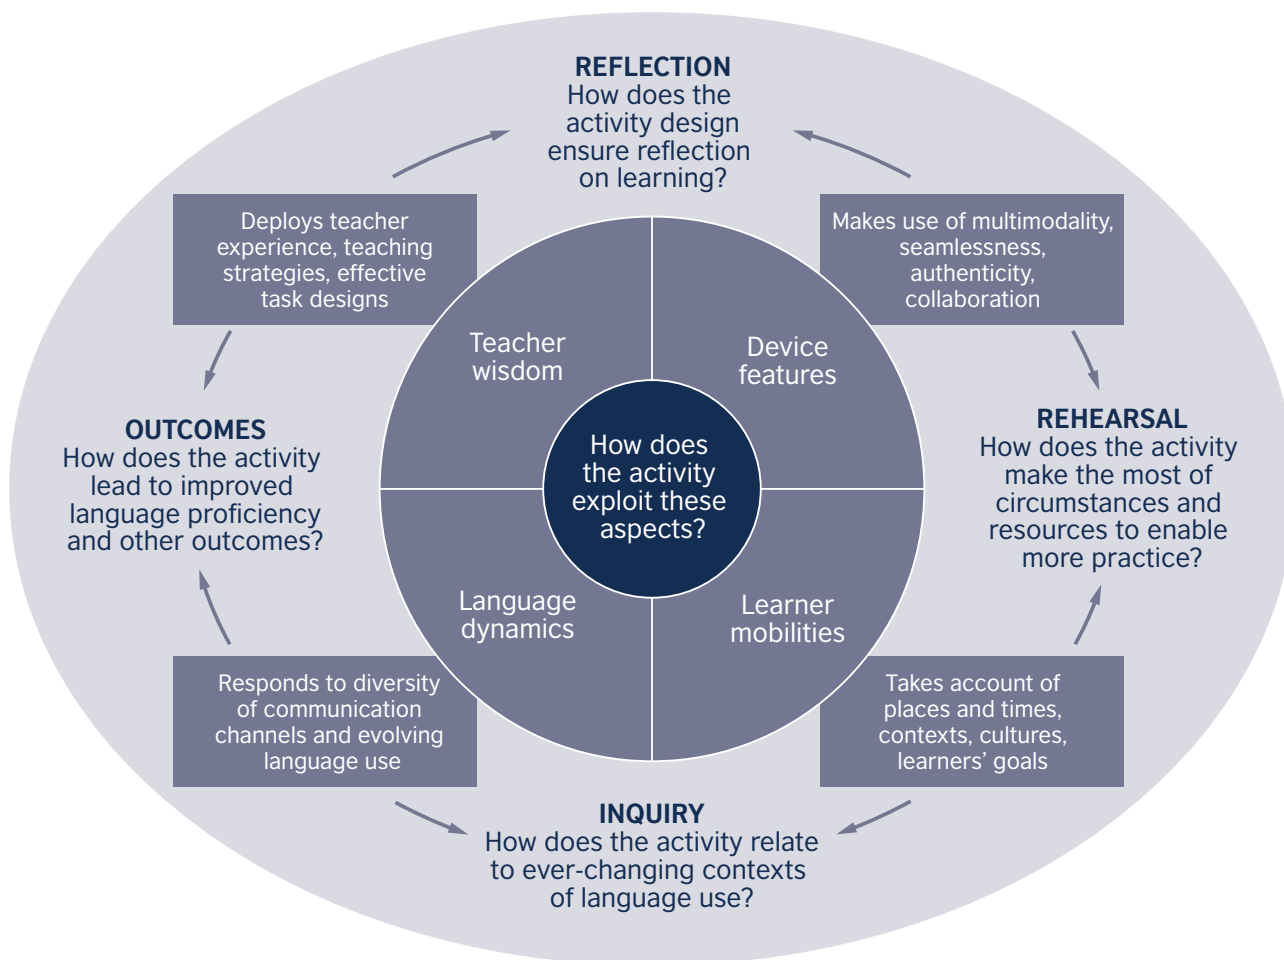 REFLECTION
How does the
activity design
ensure reflection
on learning?
Deploys teacher
experience, teaching
strategies, effective
task designs
Makes use of multimodality,
seamlessness,
authenticity,
collaboration
Teacher
wisdom
Device
features
OUTCOMES
How does the activity
lead to improved
language proficiency
and other outcomes?
How does
the activity
exploit these
aspects?
REHEARSAL
How does the activity
make the most of
circumstances and
resources to enable
more practice?
Language
dynamics
Learner
mobilities
Responds to diversity
of communication
channels and evolving
language use
Takes account of
places and times,
contexts, cultures,
learners’ goals
INQUIRY
How does the activity relate
to ever-changing contexts
of language use?